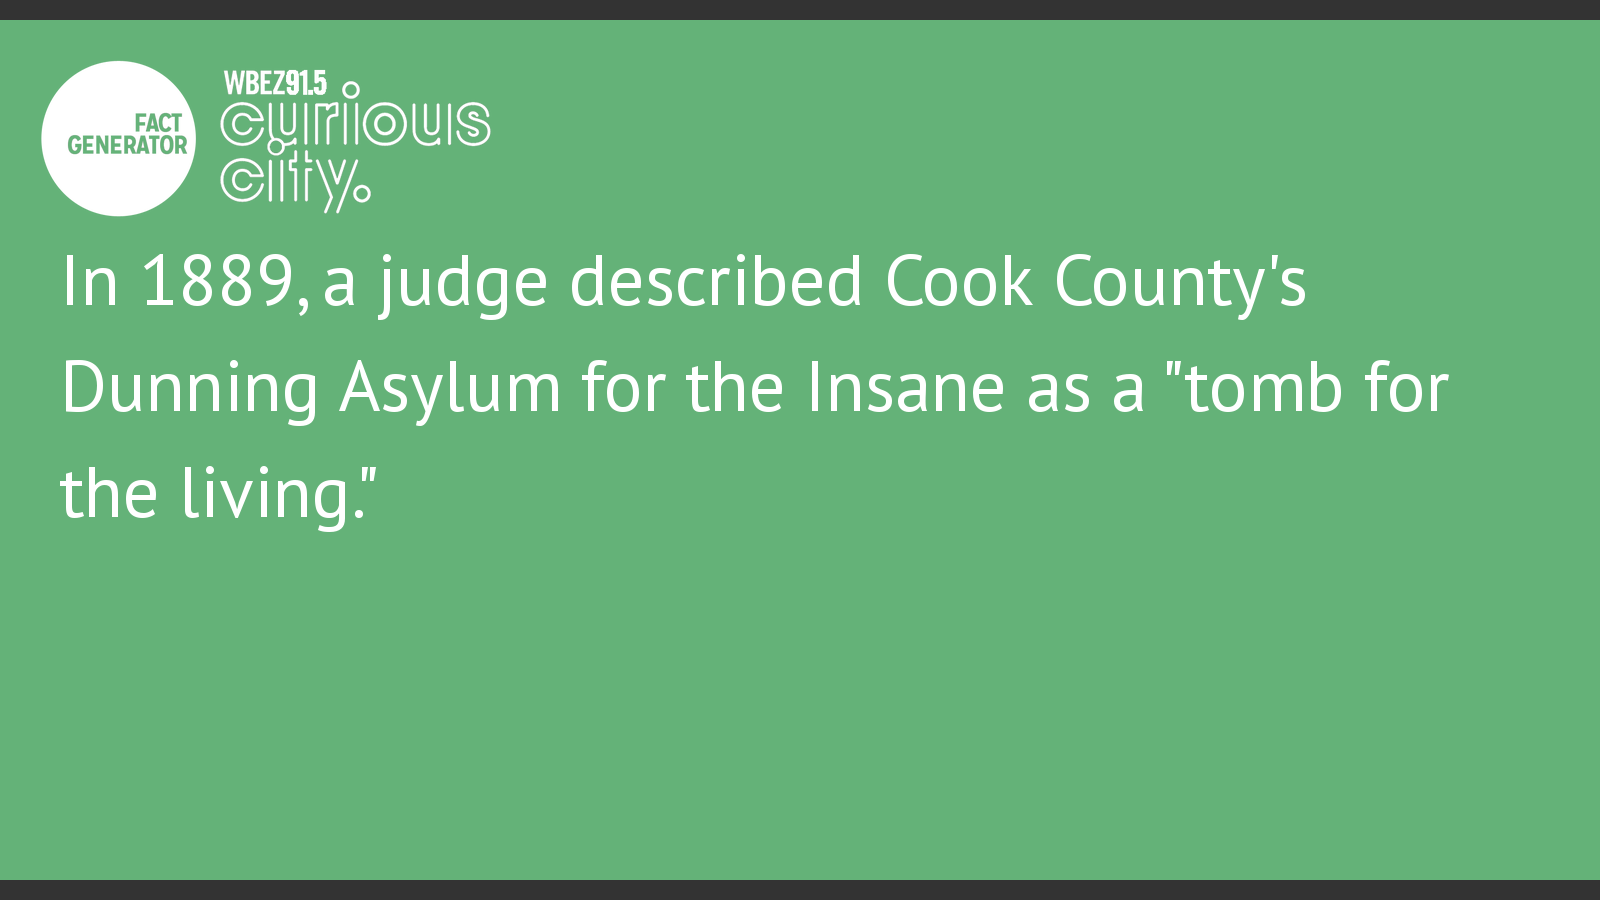 FACT
GENERATOR
WBEZ91.5
curious
city.
In 1889, a judge described Cook County's
Dunning Asylum for the Insane as a "tomb for
the living."